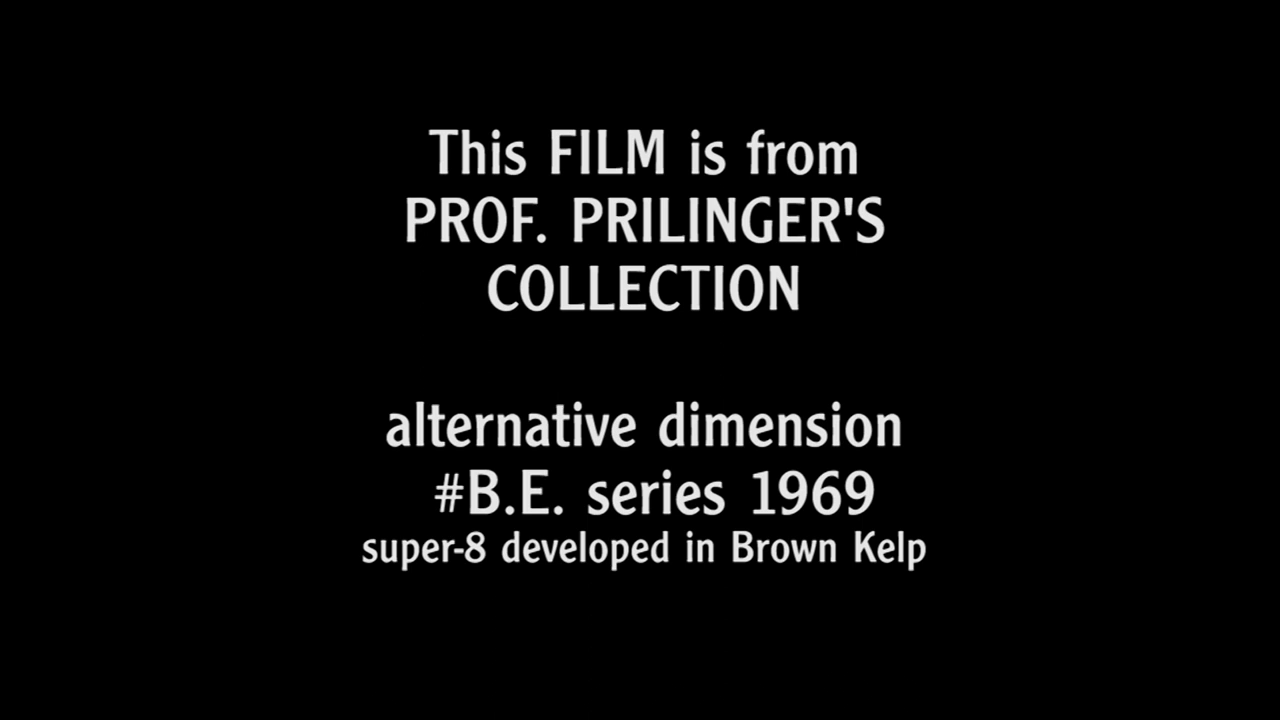 This FILM is from
PROF. PRILINGER'S
COLLECTION
alternative dimension
#B.E. series 1969
super-8 developed in Brown Kelp